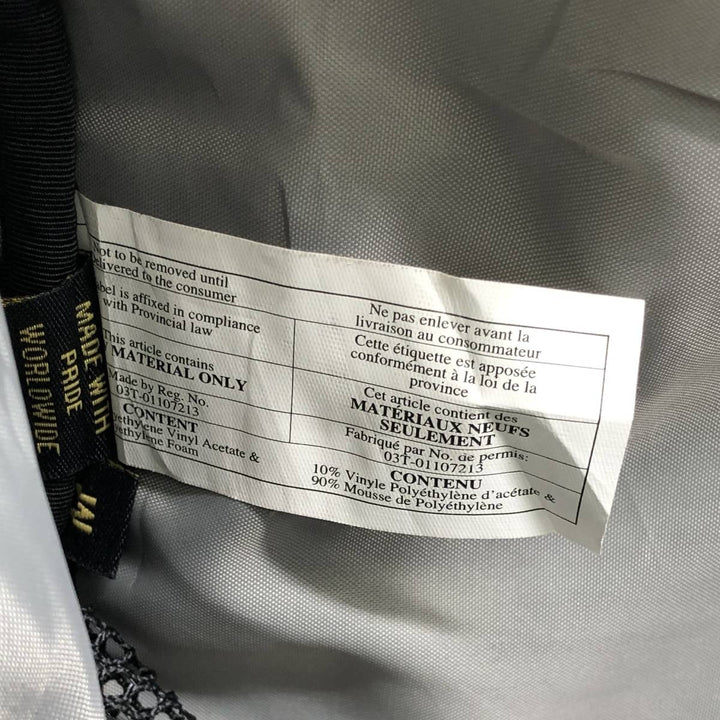 Not to be removed until
delivered to the consumer
Label is affixed in compliance
with Provincial law
This article contains
MATERIAL ONLY
Made by Reg. No.
03T-01107213
CONTENT
Vinyl Acetate &
Foam
Ne pas enlever avant la
livraison au consommateur
Cette étiquette est apposée
conformément à la loi de la
province
Cet article contient des
MATÉRIAUX NEUFS
SEULEMENT
Fabriqué par No. de permis:
03T-01107213
CONTENU
10% Vinyle Polyéthylène d'acétate &
90% Mousse de Polyéthylène
MADE WITH
PRIDE
WORLDWIDE